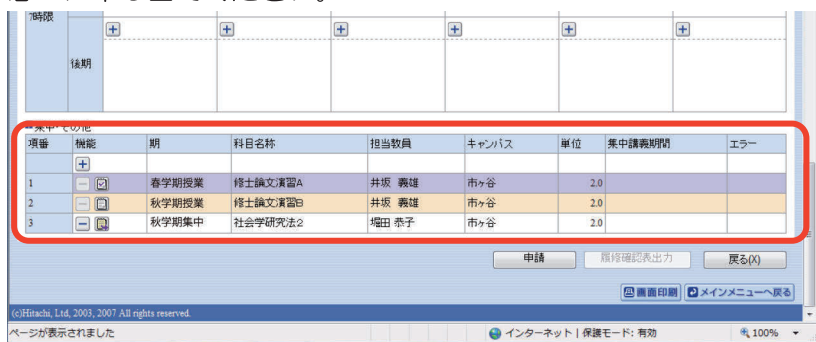 7時限
後期
集中・その他
項番 機能 期 科目名称 担当教員 キャンパス 単位 集中講義期間 エラー
1 春学期授業 修士論文演習A 井坂 義雄 市ヶ谷 2.0
2 秋学期授業 修士論文演習B 井坂 義雄 市ヶ谷 2.0
3 秋学期集中 社会学研究法2 堀田 恭子 市ヶ谷 2.0
申請 履修確認表出力 戻る(X)
画面印刷 メインメニューへ戻る
(c)Hitachi, Ltd, 2003, 2007 All rights reserved.
ページが表示されました インターネット | 保護モード: 有効 100%